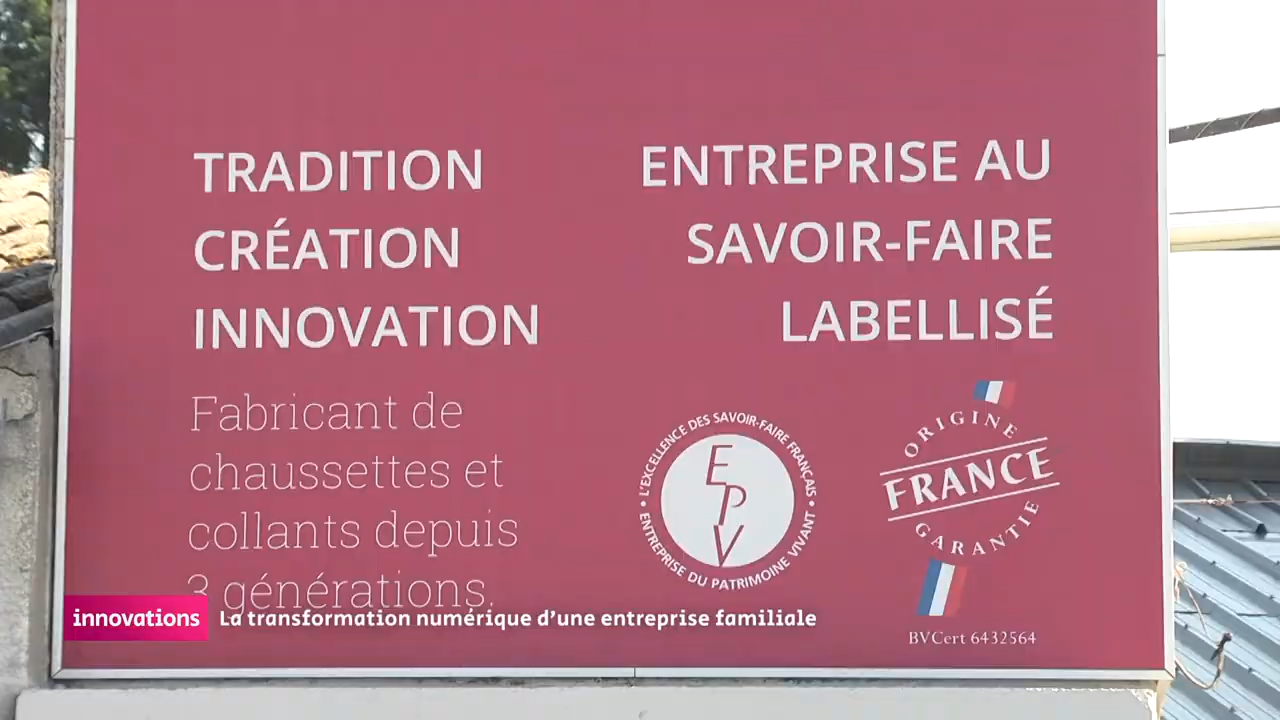 TRADITION
CRÉATION
INNOVATION
Fabricant de
chaussettes et
collants depuis
3 générations.
ENTREPRISE AU
SAVOIR-FAIRE
LABELLISÉ
• L'EXCELLENCE DES SAVOIR-FAIRE FRANÇAIS •
ENTREPRISE DU PATRIMOINE VIVANT
EPV
ORIGINE
FRANCE
GARANTIE
BVCert 6432564
innovations
La transformation numérique d'une entreprise familiale